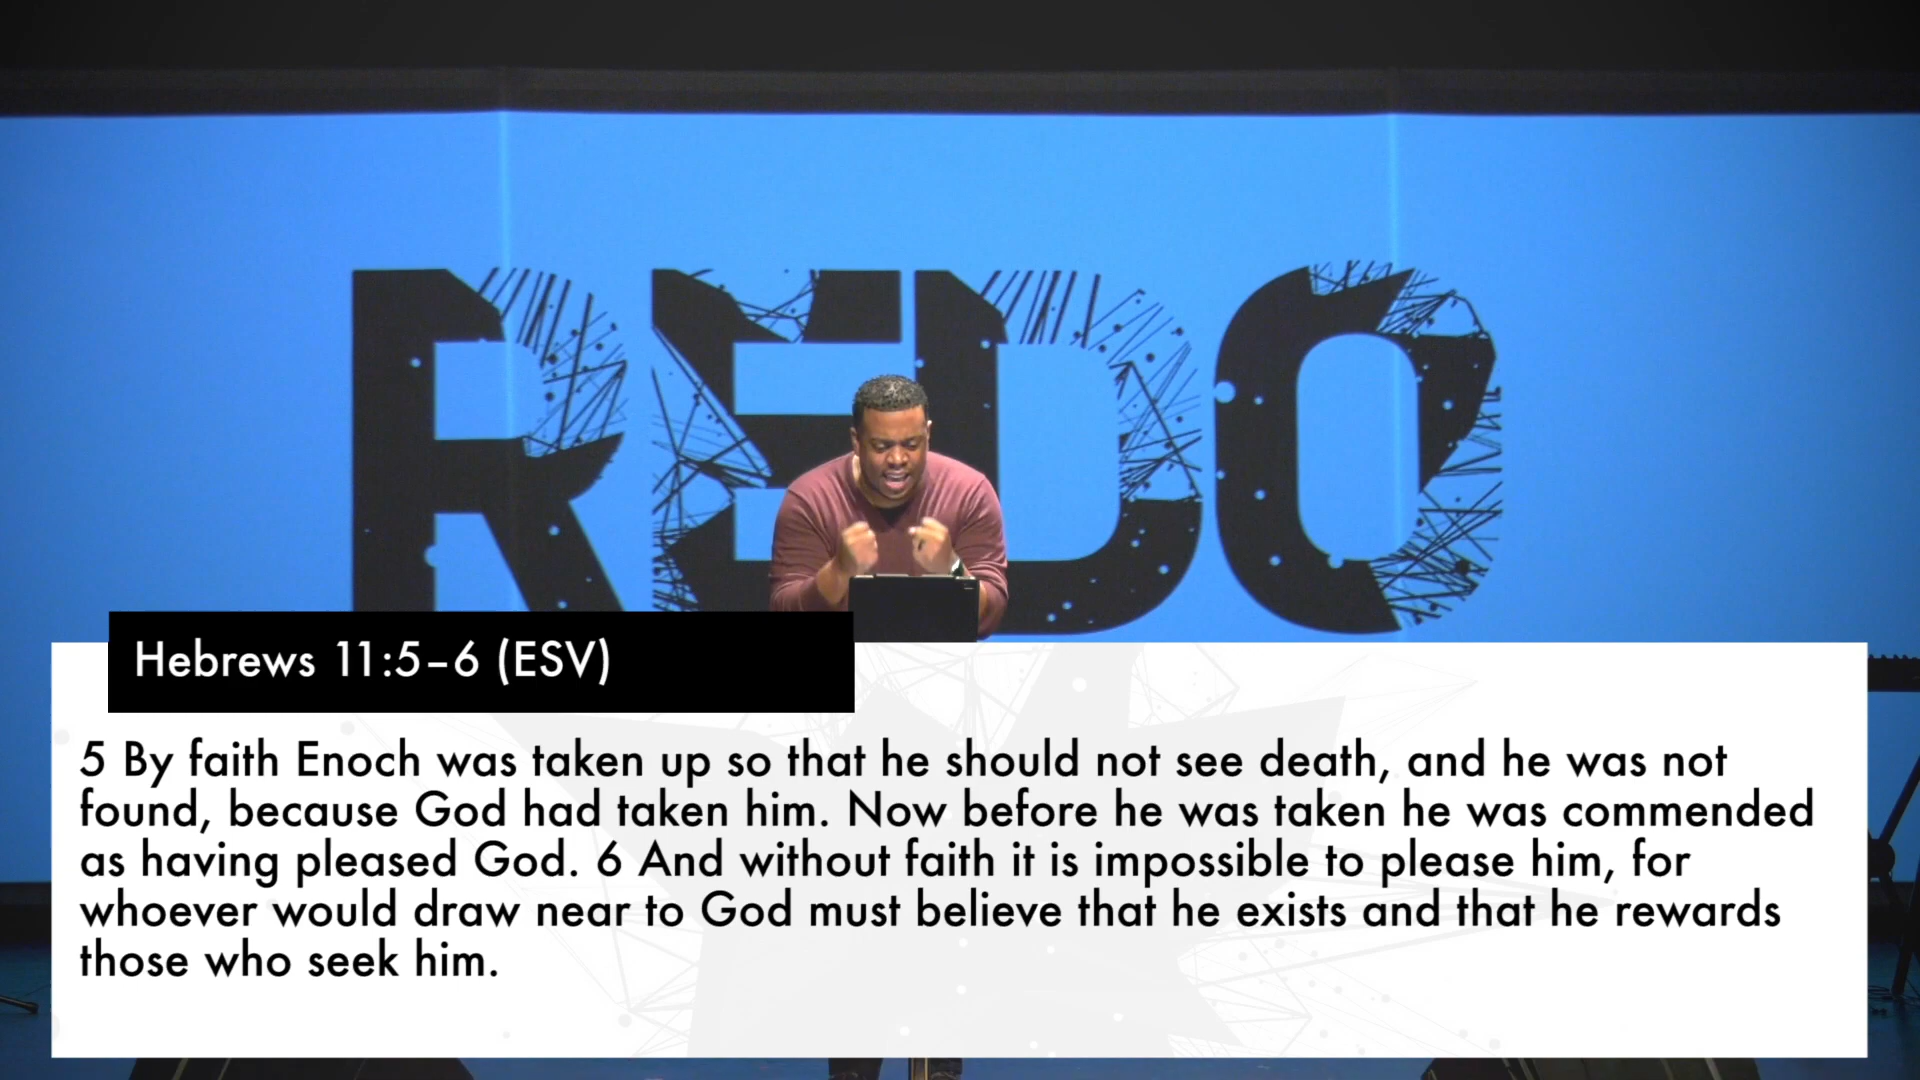 REDO
Hebrews 11:5–6 (ESV)
5 By faith Enoch was taken up so that he should not see death, and he was not
found, because God had taken him. Now before he was taken he was commended
as having pleased God. 6 And without faith it is impossible to please him, for
whoever would draw near to God must believe that he exists and that he rewards
those who seek him.